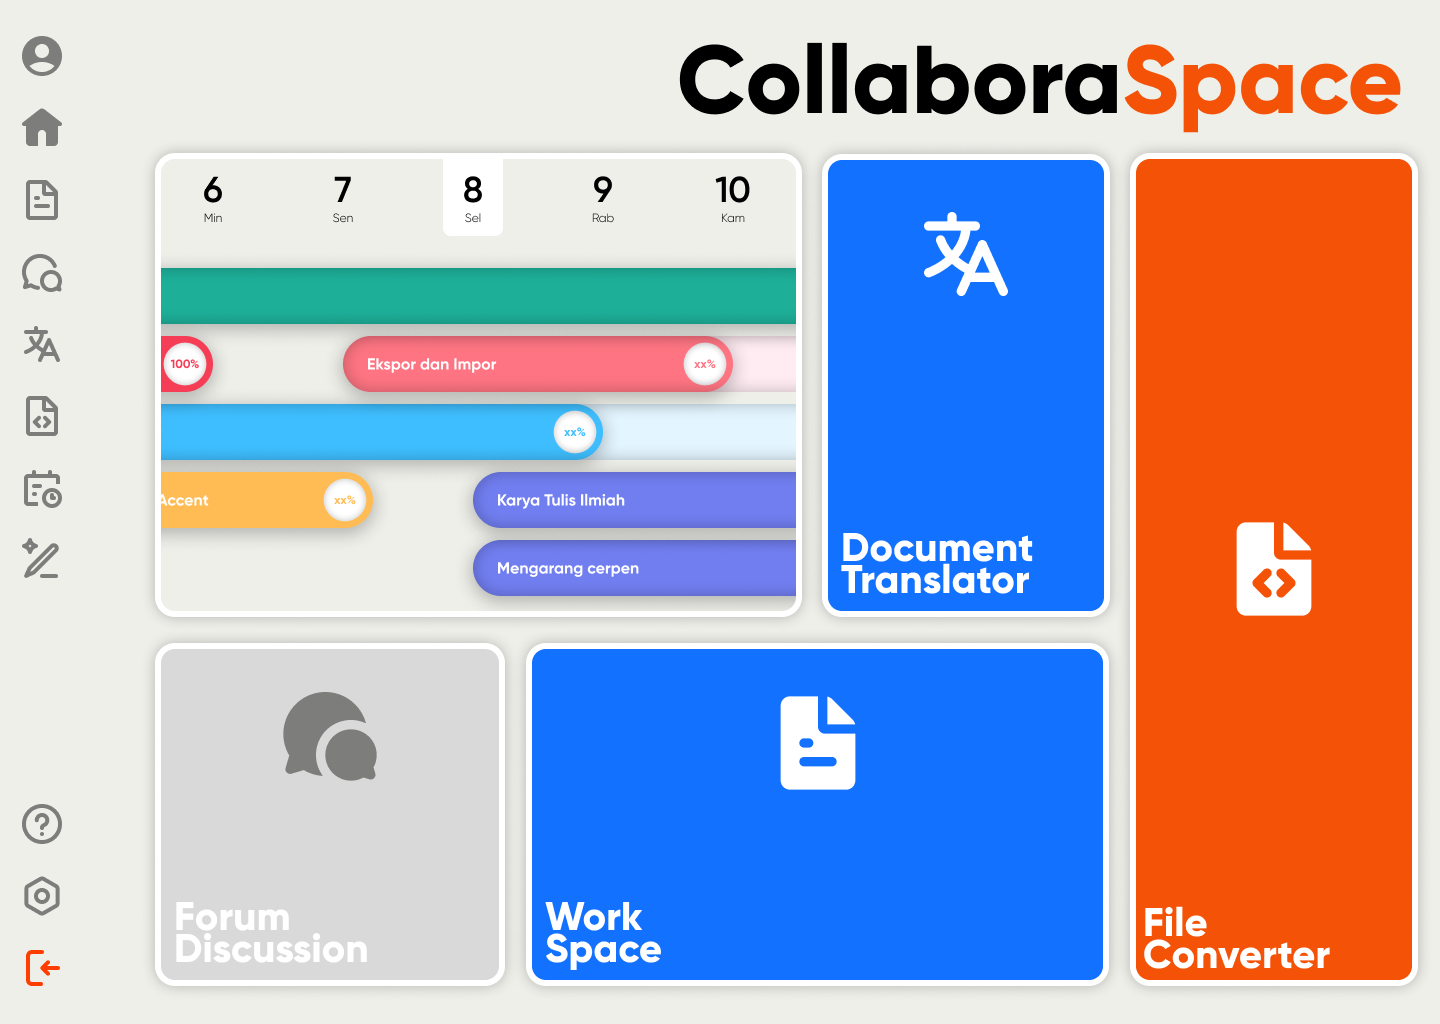 CollaboraSpace
6
Min
7
Sen
8
Sel
9
Rab
10
Kam
100%
Ekspor dan Impor
xx%
xx%
Accent
xx%
Karya Tulis Ilmiah
Mengarang cerpen
Document
Translator
File
Converter
Forum
Discussion
Work
Space